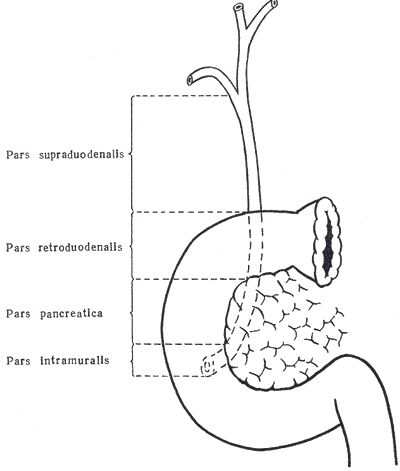 Pars supraduodenalis
Pars retroduodenalis
Pars pancreatica
Pars intramuralis